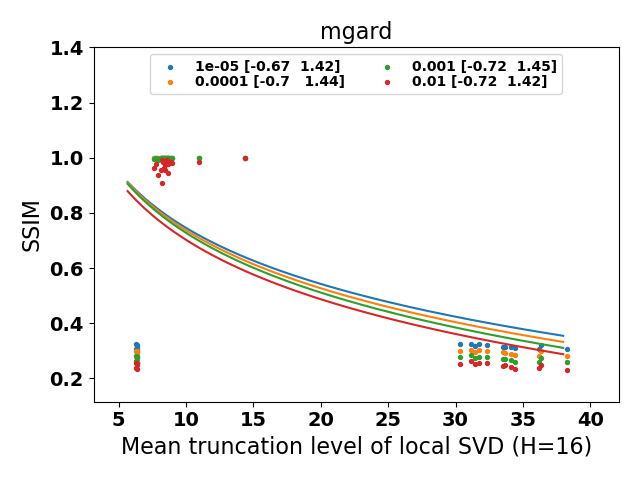 mgard
1e-05 [-0.67  1.42]
0.0001 [-0.7   1.44]
0.001 [-0.72  1.45]
0.01 [-0.72  1.42]
1.4
1.2
1.0
0.8
0.6
0.4
0.2
SSIM
5 10 15 20 25 30 35 40
Mean truncation level of local SVD (H=16)